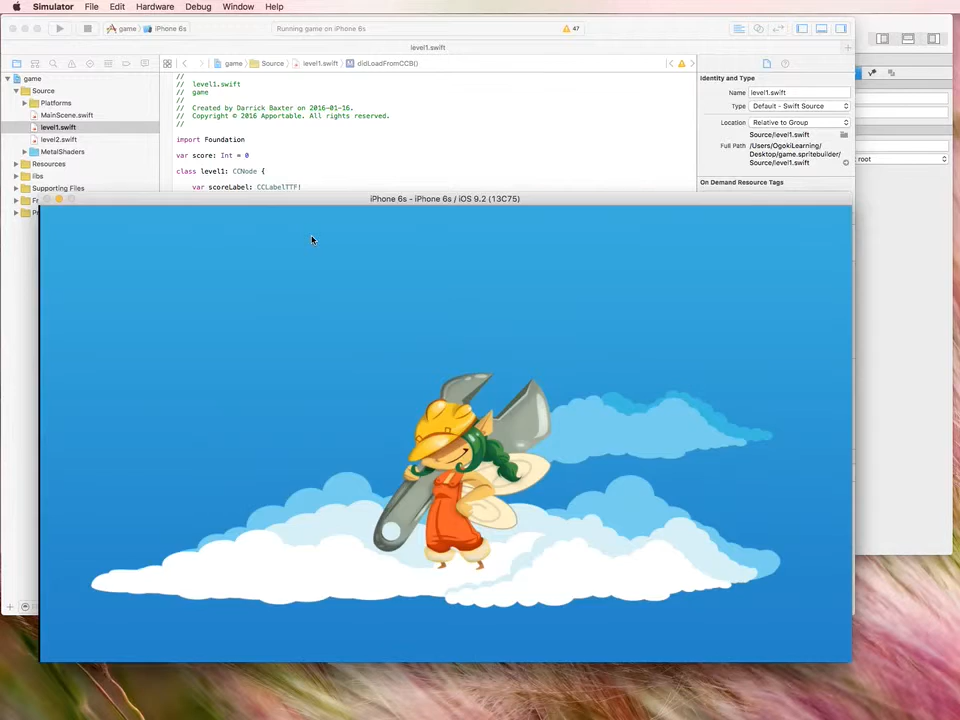 Simulator File Edit Hardware Debug Window Help
game iPhone 6s Running game on iPhone 6s 47
level1.swift
game Source level1.swift M didLoadFromCCB()
game
Source
Platforms
MainScene.swift
level1.swift
level2.swift
MetalShaders
Resources
libs
Supporting Files
Fr
P
//
// level1.swift
// game
//
// Created by Darrick Baxter on 2016-01-16.
// Copyright © 2016 Apportable. All rights reserved.
//
import Foundation
var score: Int = 0
class level1: CCNode {
var scoreLabel: CCLabelTTF!
Identity and Type
Name level1.swift
Type Default - Swift Source
Location Relative to Group
Source/level1.swift
Full Path /Users/OgokiLearning/
Desktop/game.spritebuilder/
Source/level1.swift
On Demand Resource Tags
root
iPhone 6s - iPhone 6s / iOS 9.2 (13C75)